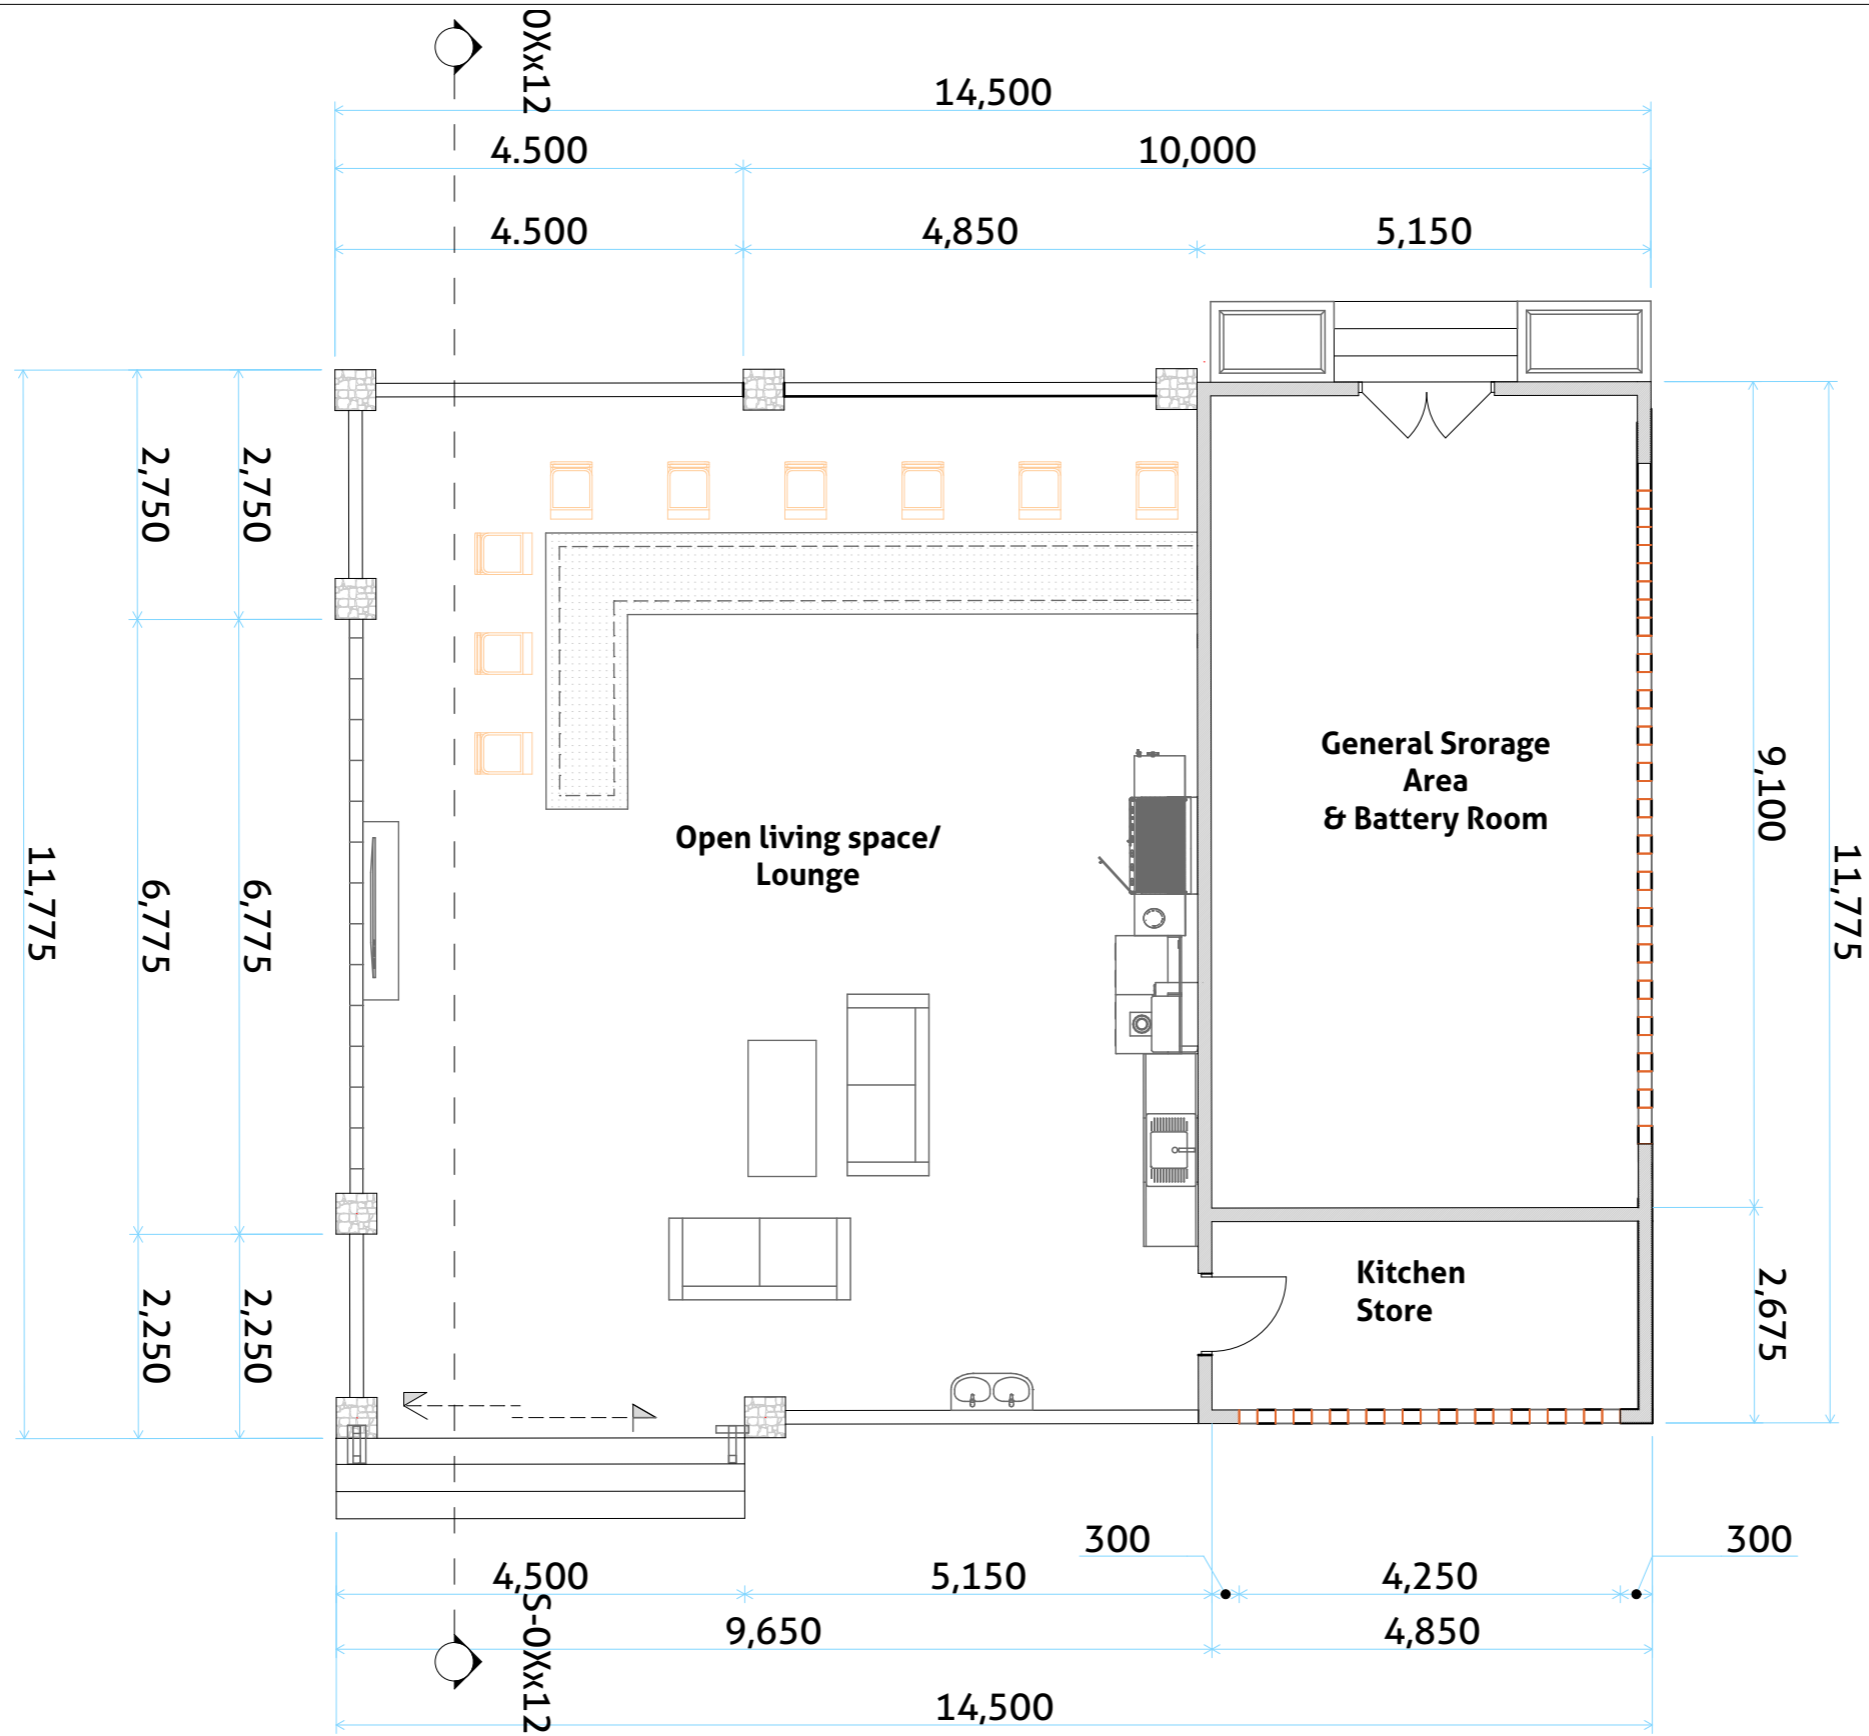 0Xx12
14,500
4.500
10,000
4.500
4,850
5,150
2,750
2,750
General Srorage
Area
& Battery Room
9,100
Open living space/
Lounge
11,775
6,775
6,775
11,775
Kitchen
Store
2,250
2,250
2,675
300
300
4,500
5,150
4,250
S-0Xx12
9,650
4,850
14,500